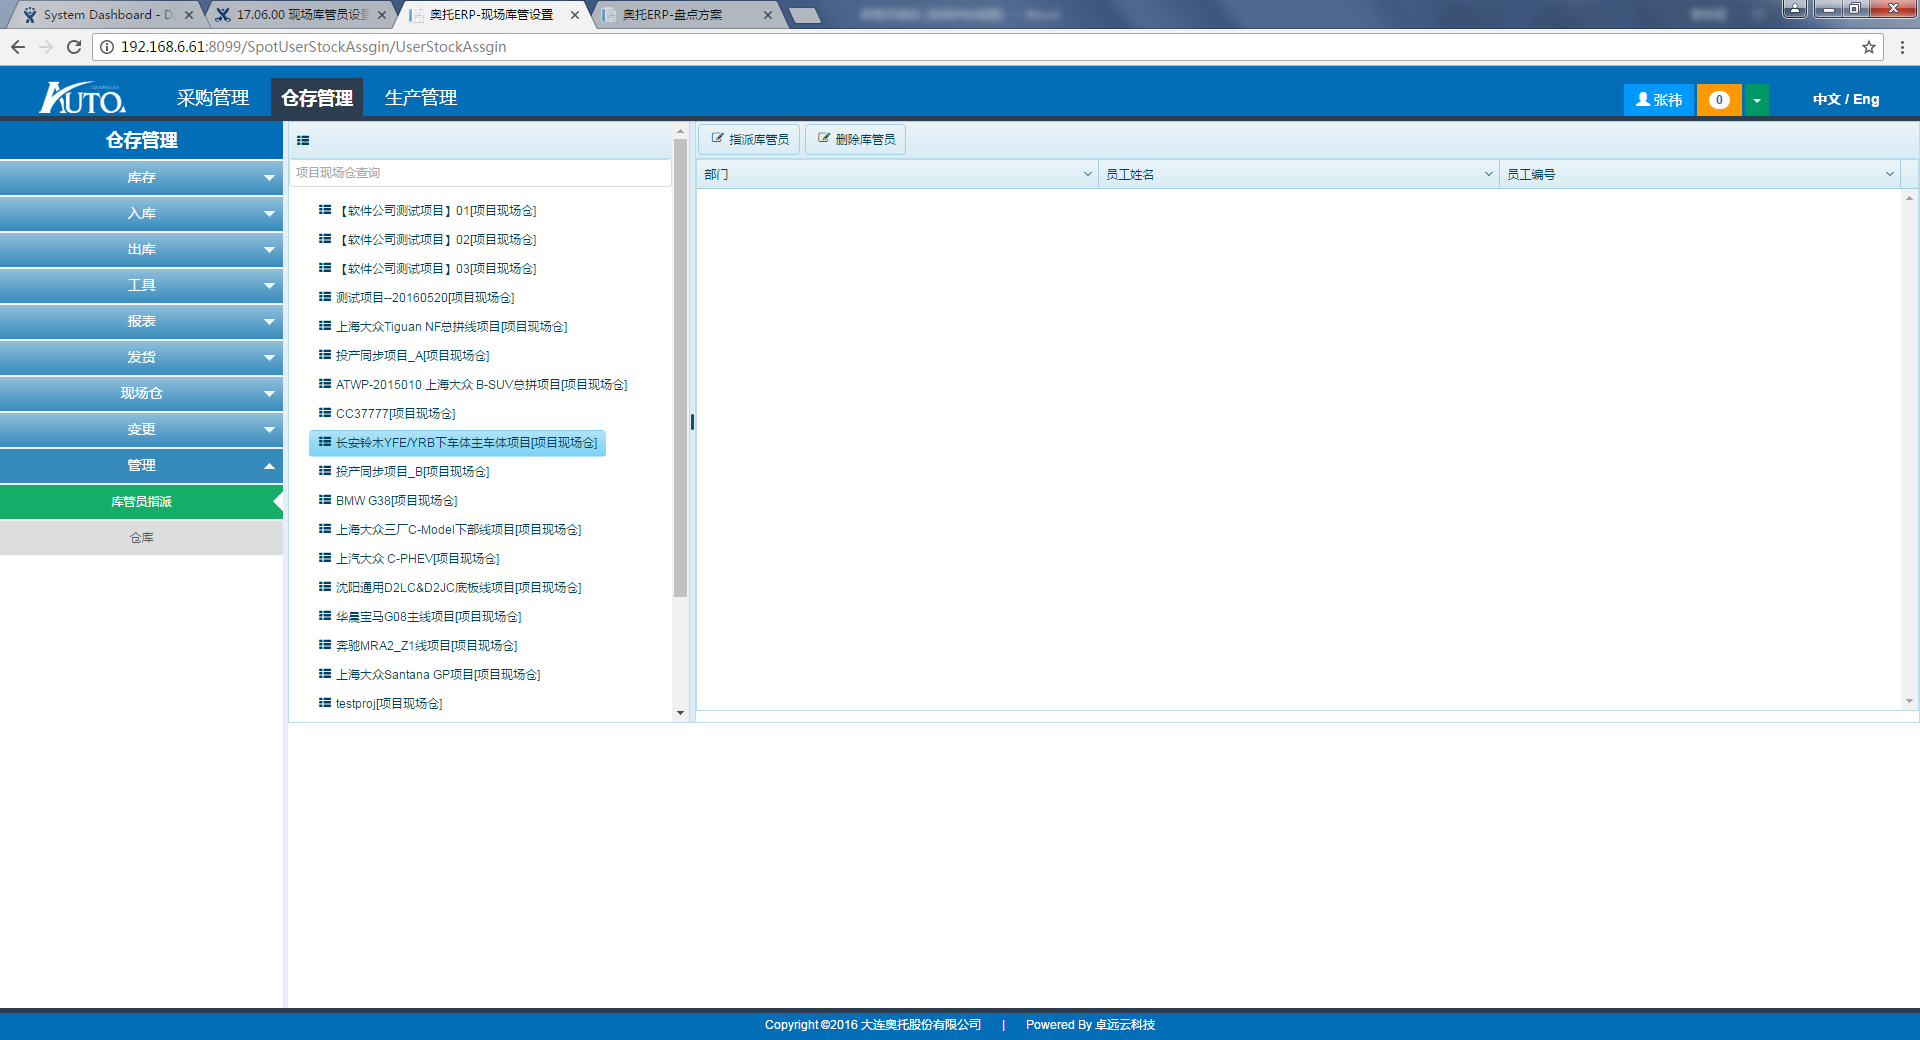 System Dashboard - D
17.06.00 现场库管员设置
奥托ERP-现场库管设置
奥托ERP-盘点方案
192.168.6.61:8099/SpotUserStockAssgin/UserStockAssgin
AUTO.
采购管理
仓存管理
生产管理
张祎
0
中文 / Eng
仓存管理
库存
入库
出库
工具
报表
发货
现场仓
变更
管理
库管员指派
仓库
项目现场仓查询
【软件公司测试项目】01[项目现场仓]
【软件公司测试项目】02[项目现场仓]
【软件公司测试项目】03[项目现场仓]
测试项目--20160520[项目现场仓]
上海大众Tiguan NF总拼线项目[项目现场仓]
投产同步项目_A[项目现场仓]
ATWP-2015010 上海大众 B-SUV总拼项目[项目现场仓]
CC37777[项目现场仓]
长安铃木YFE/YRB下车体主车体项目[项目现场仓]
投产同步项目_B[项目现场仓]
BMW G38[项目现场仓]
上海大众三厂C-Model下部线项目[项目现场仓]
上汽大众 C-PHEV[项目现场仓]
沈阳通用D2LC&D2JC底板线项目[项目现场仓]
华晨宝马G08主线项目[项目现场仓]
奔驰MRA2_Z1线项目[项目现场仓]
上海大众Santana GP项目[项目现场仓]
testproj[项目现场仓]
指派库管员
删除库管员
部门
员工姓名
员工编号
Copyright ©2016 大连奥托股份有限公司 | Powered By 卓远云科技